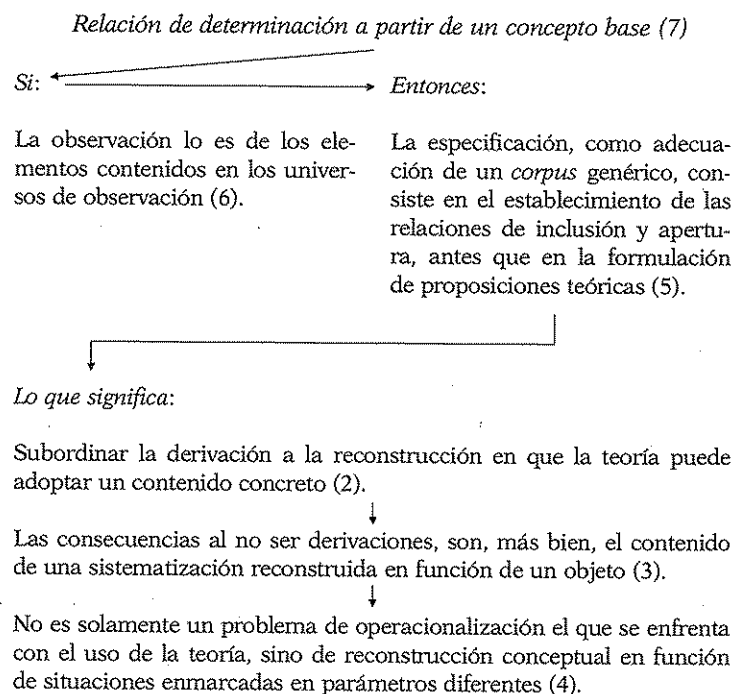 Relación de determinación a partir de un concepto base (7)
Si:
La observación lo es de los ele-
mentos contenidos en los univer-
sos de observación (6).
Entonces:
La especificación, como adecua-
ación de un corpus genérico, con-
siste en el establecimiento de las
relaciones de inclusión y apertu-
ra, antes que en la formulación
de proposiciones teóricas (5).
Lo que significa:
Subordinar la derivación a la reconstrucción en que la teoría puede
adoptar un contenido concreto (2).
Las consecuencias al no ser derivaciones, son, más bien, el contenido
de una sistematización reconstruida en función de un objeto (3).
No es solamente un problema de operacionalización el que se enfrenta
con el uso de la teoría, sino de reconstrucción conceptual en función
de situaciones enmarcadas en parámetros diferentes (4).